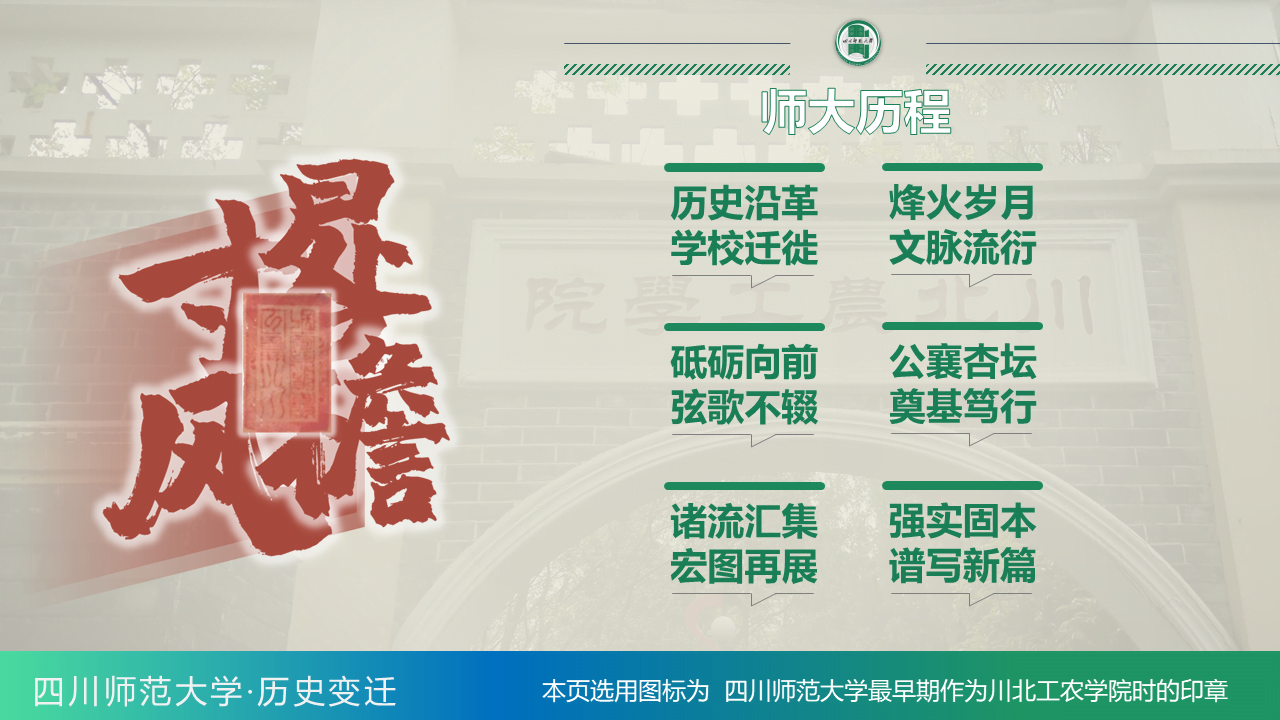 师大历程
历史沿革
学校迁徙
烽火岁月
文脉流衍
院學工農北川
砥砺向前
弦歌不辍
公襄杏坛
奠基笃行
诸流汇集
宏图再展
强实固本
谱写新篇
风檐
四川师范大学·历史变迁
本页选用图标为 四川师范大学最早期作为川北工农学院时的印章